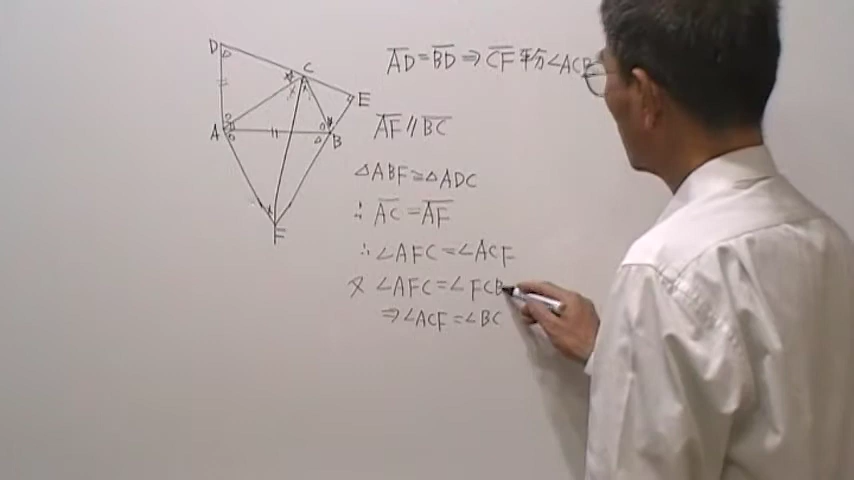 D
C
E
A
B
F
AD = BD ⇒ CF 平分∠ACB
AF // BC
△ABF ≅ △ADC
∴ AC = AF
∴ ∠AFC = ∠ACF
又 ∠AFC = ∠FCB
⇒ ∠ACF = ∠BC